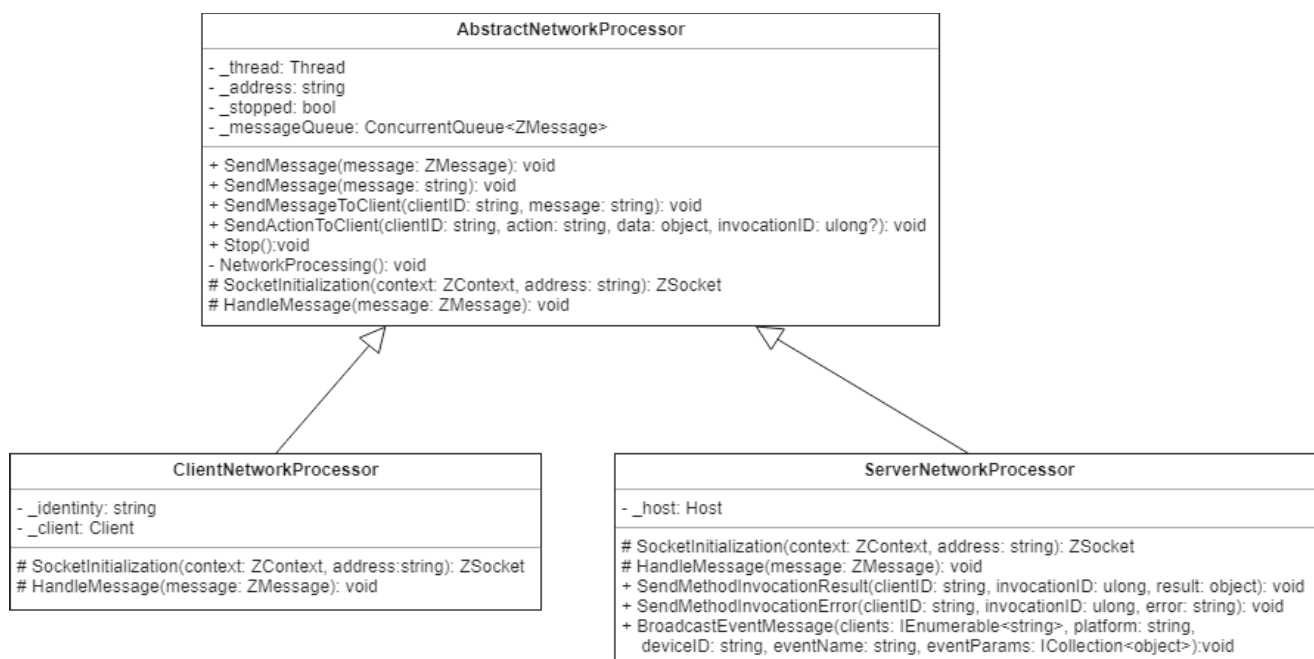 AbstractNetworkProcessor
- _thread: Thread
- _address: string
- _stopped: bool
- _messageQueue: ConcurrentQueue<ZMessage>
+ SendMessage(message: ZMessage): void
+ SendMessage(message: string): void
+ SendMessageToClient(clientID: string, message: string): void
+ SendActionToClient(clientID: string, action: string, data: object, invocationID: ulong?): void
+ Stop():void
- NetworkProcessing(): void
# SocketInitialization(context: ZContext, address: string): ZSocket
# HandleMessage(message: ZMessage): void
ClientNetworkProcessor
- _identinty: string
- _client: Client
# SocketInitialization(context: ZContext, address:string): ZSocket
# HandleMessage(message: ZMessage): void
ServerNetworkProcessor
- _host: Host
# SocketInitialization(context: ZContext, address: string): ZSocket
# HandleMessage(message: ZMessage): void
+ SendMethodInvocationResult(clientID: string, invocationID: ulong, result: object): void
+ SendMethodInvocationError(clientID: string, invocationID: ulong, error: string): void
+ BroadcastEventMessage(clients: IEnumerable<string>, platform: string,
deviceID: string, eventName: string, eventParams: ICollection<object>):void